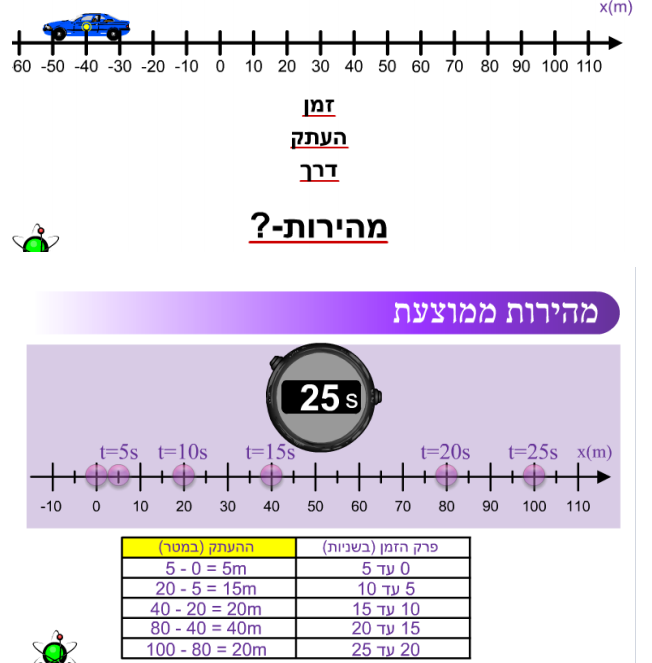 x(m)
60 -50 -40 -30 -20 -10 0 10 20 30 40 50 60 70 80 90 100 110
זמן
העתק
דרך
מהירות-?
מהירות ממוצעת
25 s
t=5s t=10s t=15s t=20s t=25s x(m)
-10 0 10 20 30 40 50 60 70 80 90 100 110
פרק הזמן (בשניות) ההעתק (במטר)
0 עד 5 5 - 0 = 5m
5 עד 10 20 - 5 = 15m
10 עד 15 40 - 20 = 20m
15 עד 20 80 - 40 = 40m
20 עד 25 100 - 80 = 20m